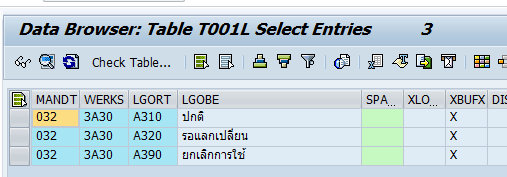 Data Browser: Table T001L Select Entries 3
Check Table...
MANDT WERKS LGORT LGOBE SPA... XLO... XBUFX DIS
032 3A30 A310 ปกติ X
032 3A30 A320 รอแลกเปลี่ยน X
032 3A30 A390 ยกเลิกการใช้ X